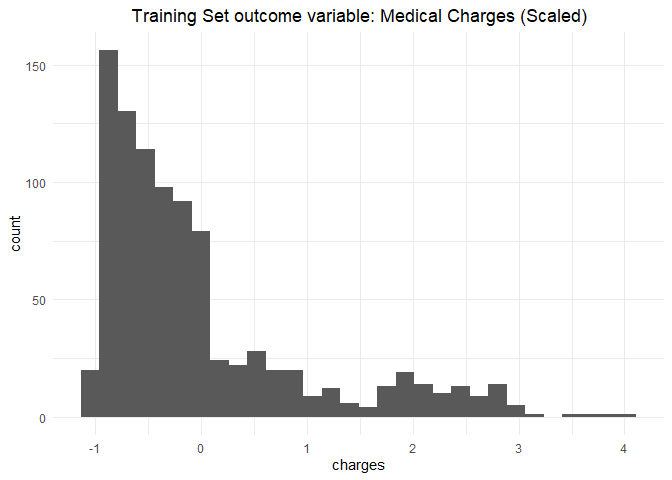 Training Set outcome variable: Medical Charges (Scaled)
150
100
50
0
count
-1 0 1 2 3 4
charges